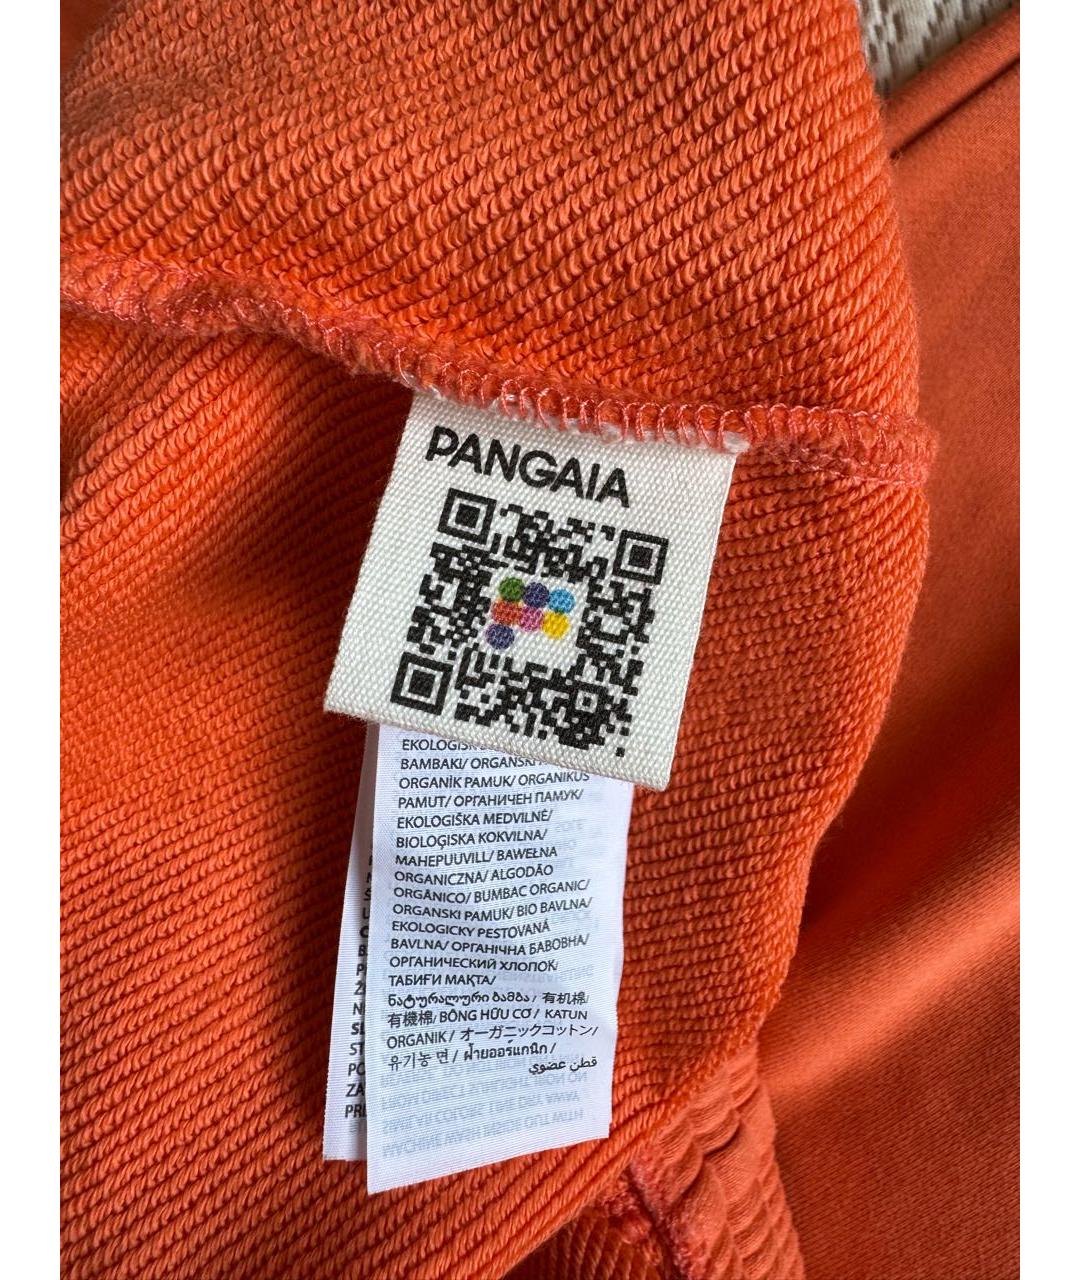 PANGAIA
BAMBAKI/ ORGANSKI
ORGANİK PAMUK/ ORGANIKUS
PAMUT/ ОРГАНИЧЕН ПАМУК/
EKOLOGIŠKA MEDVILNĖ/
BIOLOĢISKA KOKVILNA/
MAHEPUUVILL/ BAWEŁNA
ORGANICZNA/ ALGODÃO
ORGÂNICO/ BUMBAC ORGANIC/
ORGANSKI PAMUK/ BIO BAVLNA/
EKOLOGICKY PESTOVANÁ
BAVLNA/ ОРГАНІЧНА БАВОВНА/
ОРГАНИЧЕСКИЙ ХЛОПОК/
ТАБИҒИ МАҚТА/
ნატურალური ბამბა/ 有机棉/
有機棉/ BÔNG HỮU CƠ/ KATUN
ORGANIK/ オーガニックコットン/
유기농 면/ ฝ้ายออร์แกนิก/
قطن عضوي